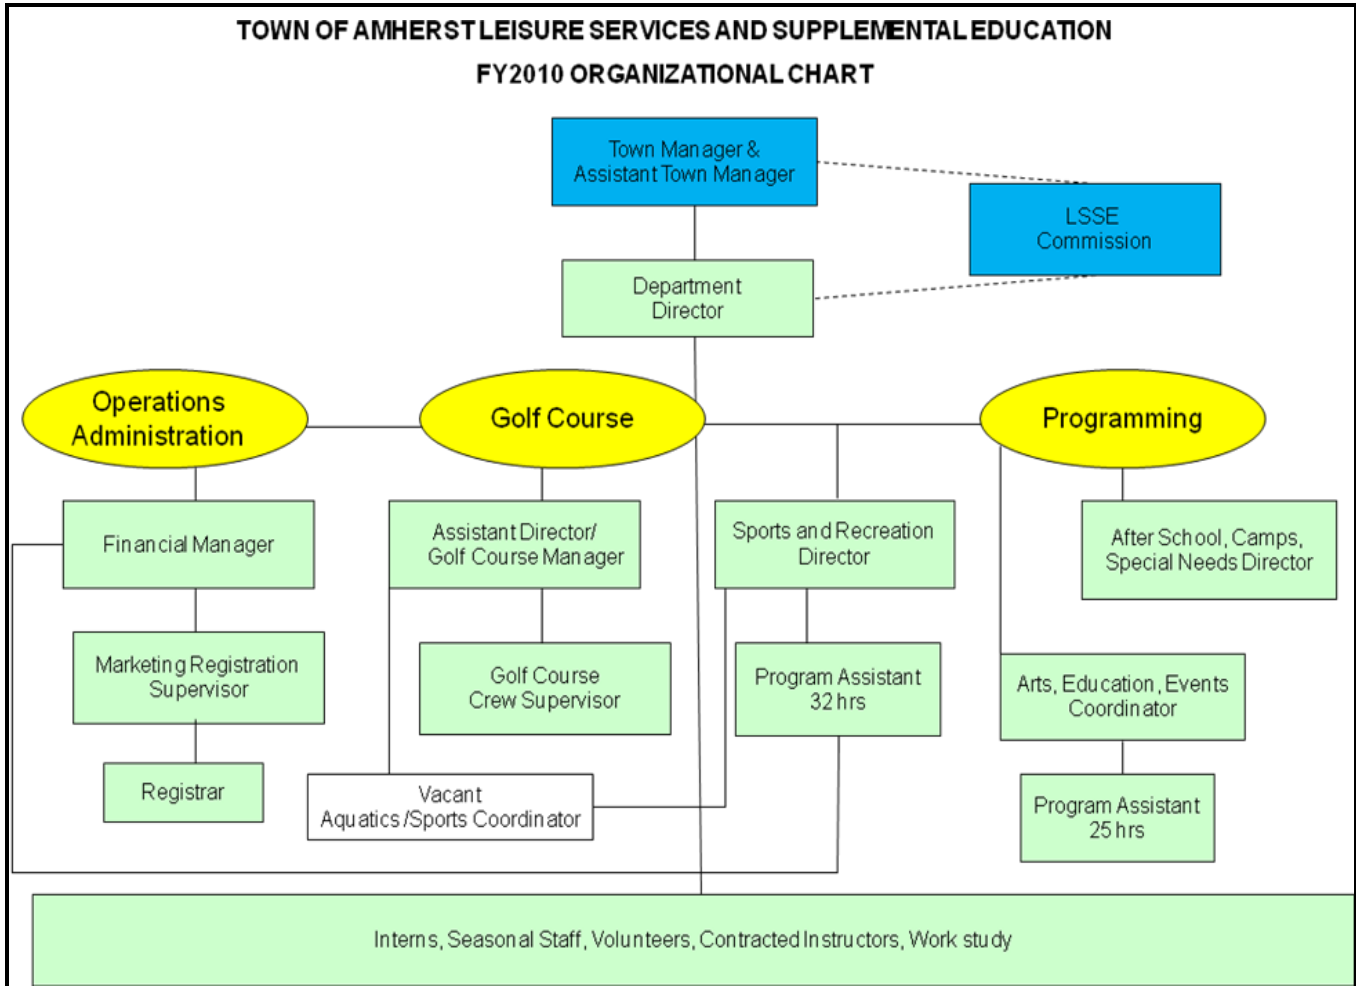 TOWN OF AMHERST LEISURE SERVICES AND SUPPLEMENTAL EDUCATION
FY2010 ORGANIZATIONAL CHART
Town Manager &
Assistant Town Manager
LSSE
Commission
Department
Director
Operations
Administration
Golf Course
Programming
Financial Manager
Assistant Director/
Golf Course Manager
Sports and Recreation
Director
After School, Camps,
Special Needs Director
Marketing Registration
Supervisor
Golf Course
Crew Supervisor
Program Assistant
32 hrs
Arts, Education, Events
Coordinator
Registrar
Vacant
Aquatics/Sports Coordinator
Program Assistant
25 hrs
Interns, Seasonal Staff, Volunteers, Contracted Instructors, Work study